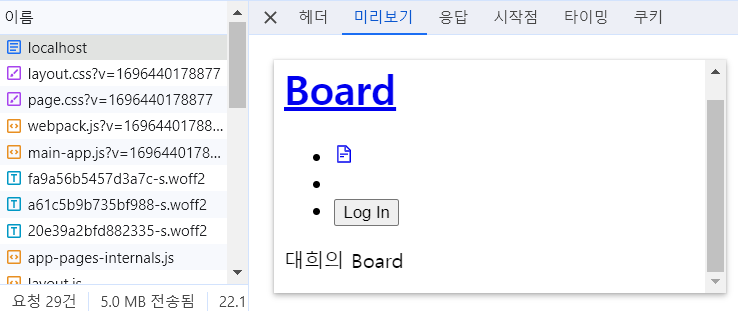 이름
localhost
layout.css?v=1696440178877
page.css?v=1696440178877
webpack.js?v=16964401788...
main-app.js?v=1696440178...
fa9a56b5457d3a7c-s.woff2
a61c5b9b735bf988-s.woff2
20e39a2bfd882335-s.woff2
app-pages-internals.js
layout.js
요청 29건
5.0 MB 전송됨
22.1
헤더
미리보기
응답
시작점
타이밍
쿠키
Board
Log In
대희의 Board